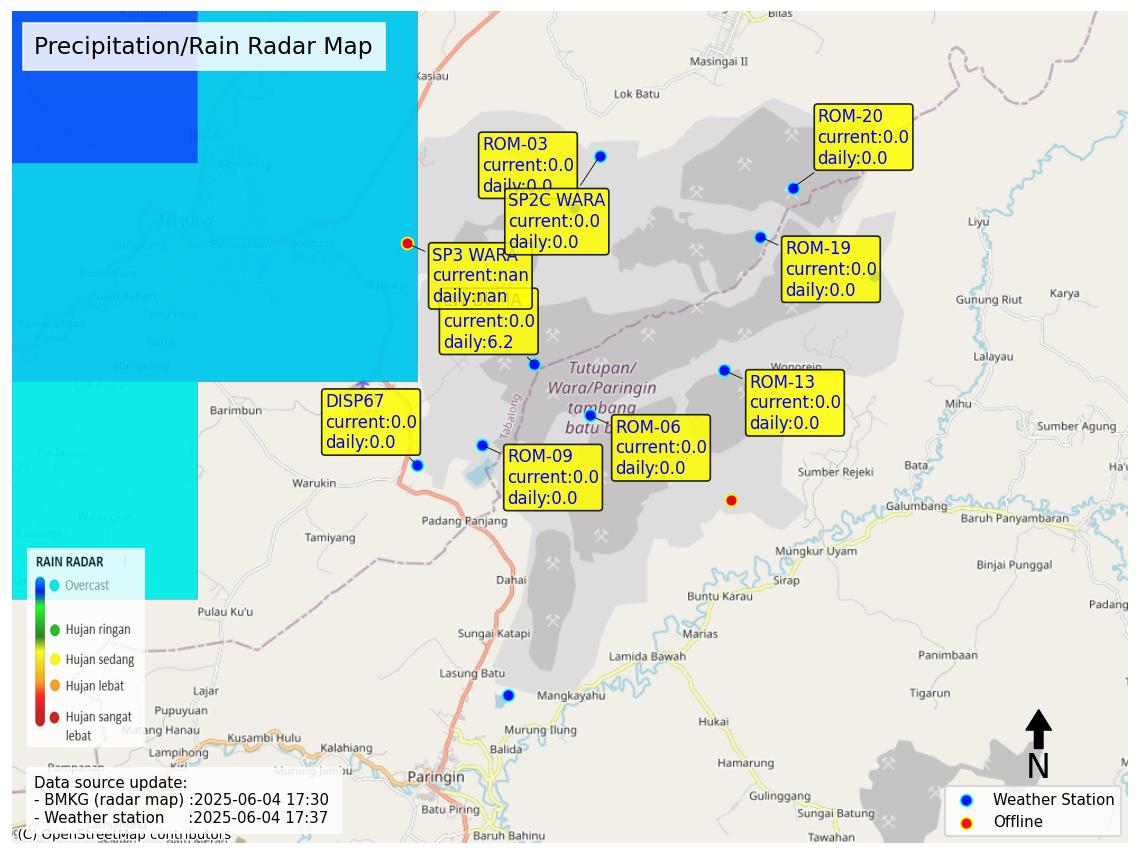 Precipitation/Rain Radar Map
Bilas
Masingai II
Kasiau
Lok Batu
ROM-20
current:0.0
daily:0.0
ROM-03
current:0.0
daily:0.0
SP2C WARA
current:0.0
daily:0.0
Tanjung
Mabuun
SP3 WARA
current:nan
daily:nan
ROM-19
current:0.0
daily:0.0
Liyu
Gunung Riut
Karya
current:0.0
daily:6.2
Lalayau
Wonorejo
Tutupan/
Wara/Paringin
tambang
batu b
Tabalong
ROM-13
current:0.0
daily:0.0
Mihu
Sumber Agung
Barimbun
DISP67
current:0.0
daily:0.0
ROM-06
current:0.0
daily:0.0
ROM-09
current:0.0
daily:0.0
Bata
Sumber Rejeki
Warukin
Galumbang
Baruh Panyambaran
Padang Panjang
Tamiyang
Mungkur Uyam
Binjai Punggal
Dahai
Sirap
Buntu Karau
Padang
Pulau Ku'u
Sungai Katapi
Marias
Lamida Bawah
Panimbaan
Lasung Batu
Tigarun
Lajar
Mangkayahu
Pupuyuan
Hukai
Matang Hanau
Murung Ilung
Kusambi Hulu
Kalahiang
Balida
Lampihong
Hamarung
Murung Jambu
Paringin
Gulinggang
Batu Piring
Sungai Batung
Baruh Bahinu
Tawahan
RAIN RADAR
Overcast
Hujan ringan
Hujan sedang
Hujan lebat
Hujan sangat
lebat
Data source update:
- BMKG (radar map) :2025-06-04 17:30
- Weather station :2025-06-04 17:37
(C) OpenStreetMap contributors
N
Weather Station
Offline